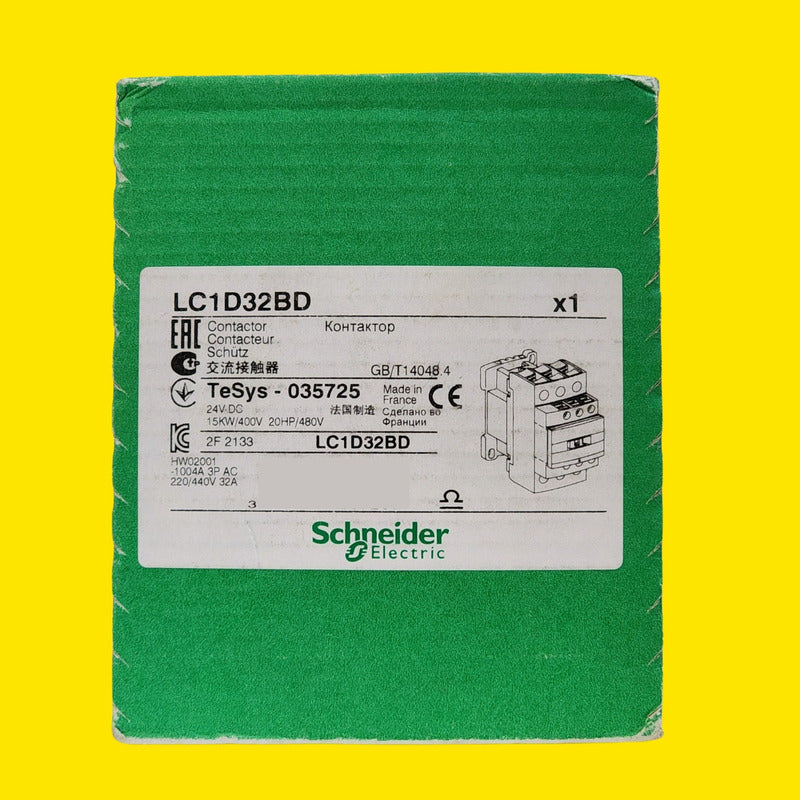 LC1D32BD x1
EAC Contactor Контактор
Contacteur
Schütz
交流接触器 GB/T14048.4
TeSys - 035725 Made in France CE
24V DC 法国制造 Сделано во Франции
15KW/400V 20HP/480V
2F 2133 LC1D32BD
HW02001
-1004A 3P AC
220/440V 32A
3
Schneider
Electric